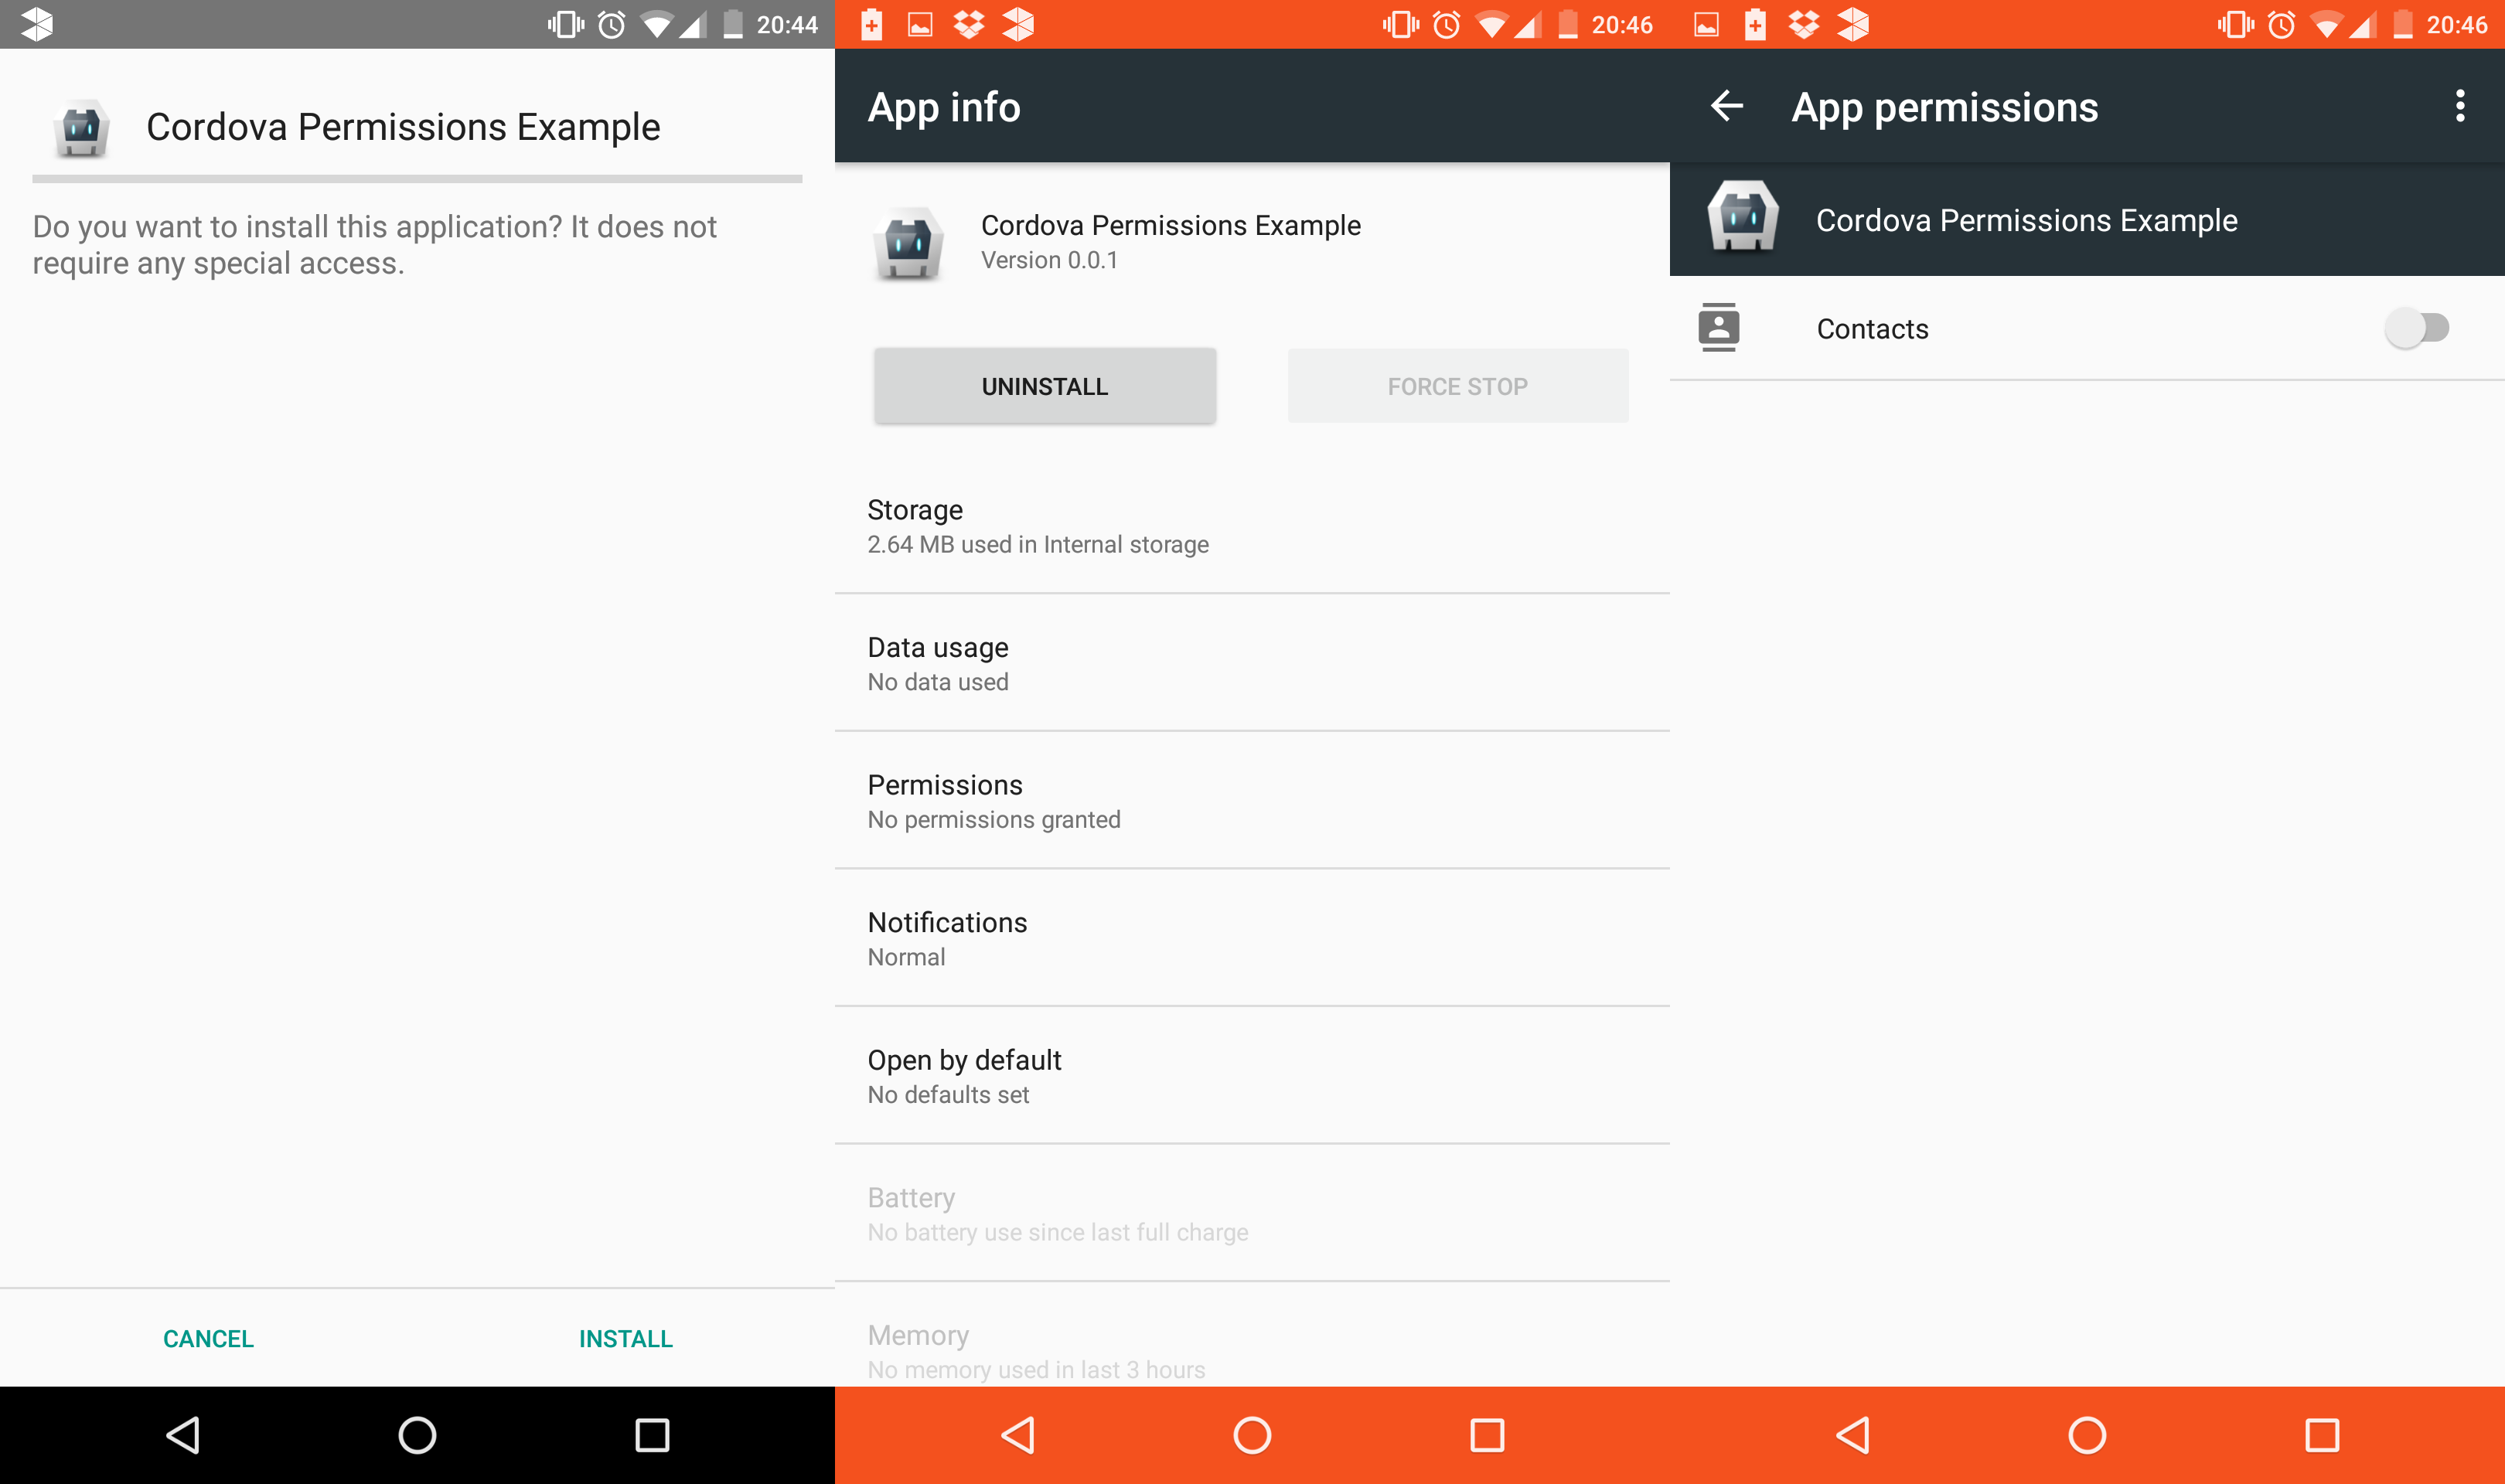 20:44
Cordova Permissions Example
Do you want to install this application? It does not
require any special access.
CANCEL
INSTALL
20:46
App info
Cordova Permissions Example
Version 0.0.1
UNINSTALL
FORCE STOP
Storage
2.64 MB used in Internal storage
Data usage
No data used
Permissions
No permissions granted
Notifications
Normal
Open by default
No defaults set
Battery
No battery use since last full charge
Memory
No memory used in last 3 hours
20:46
App permissions
Cordova Permissions Example
Contacts